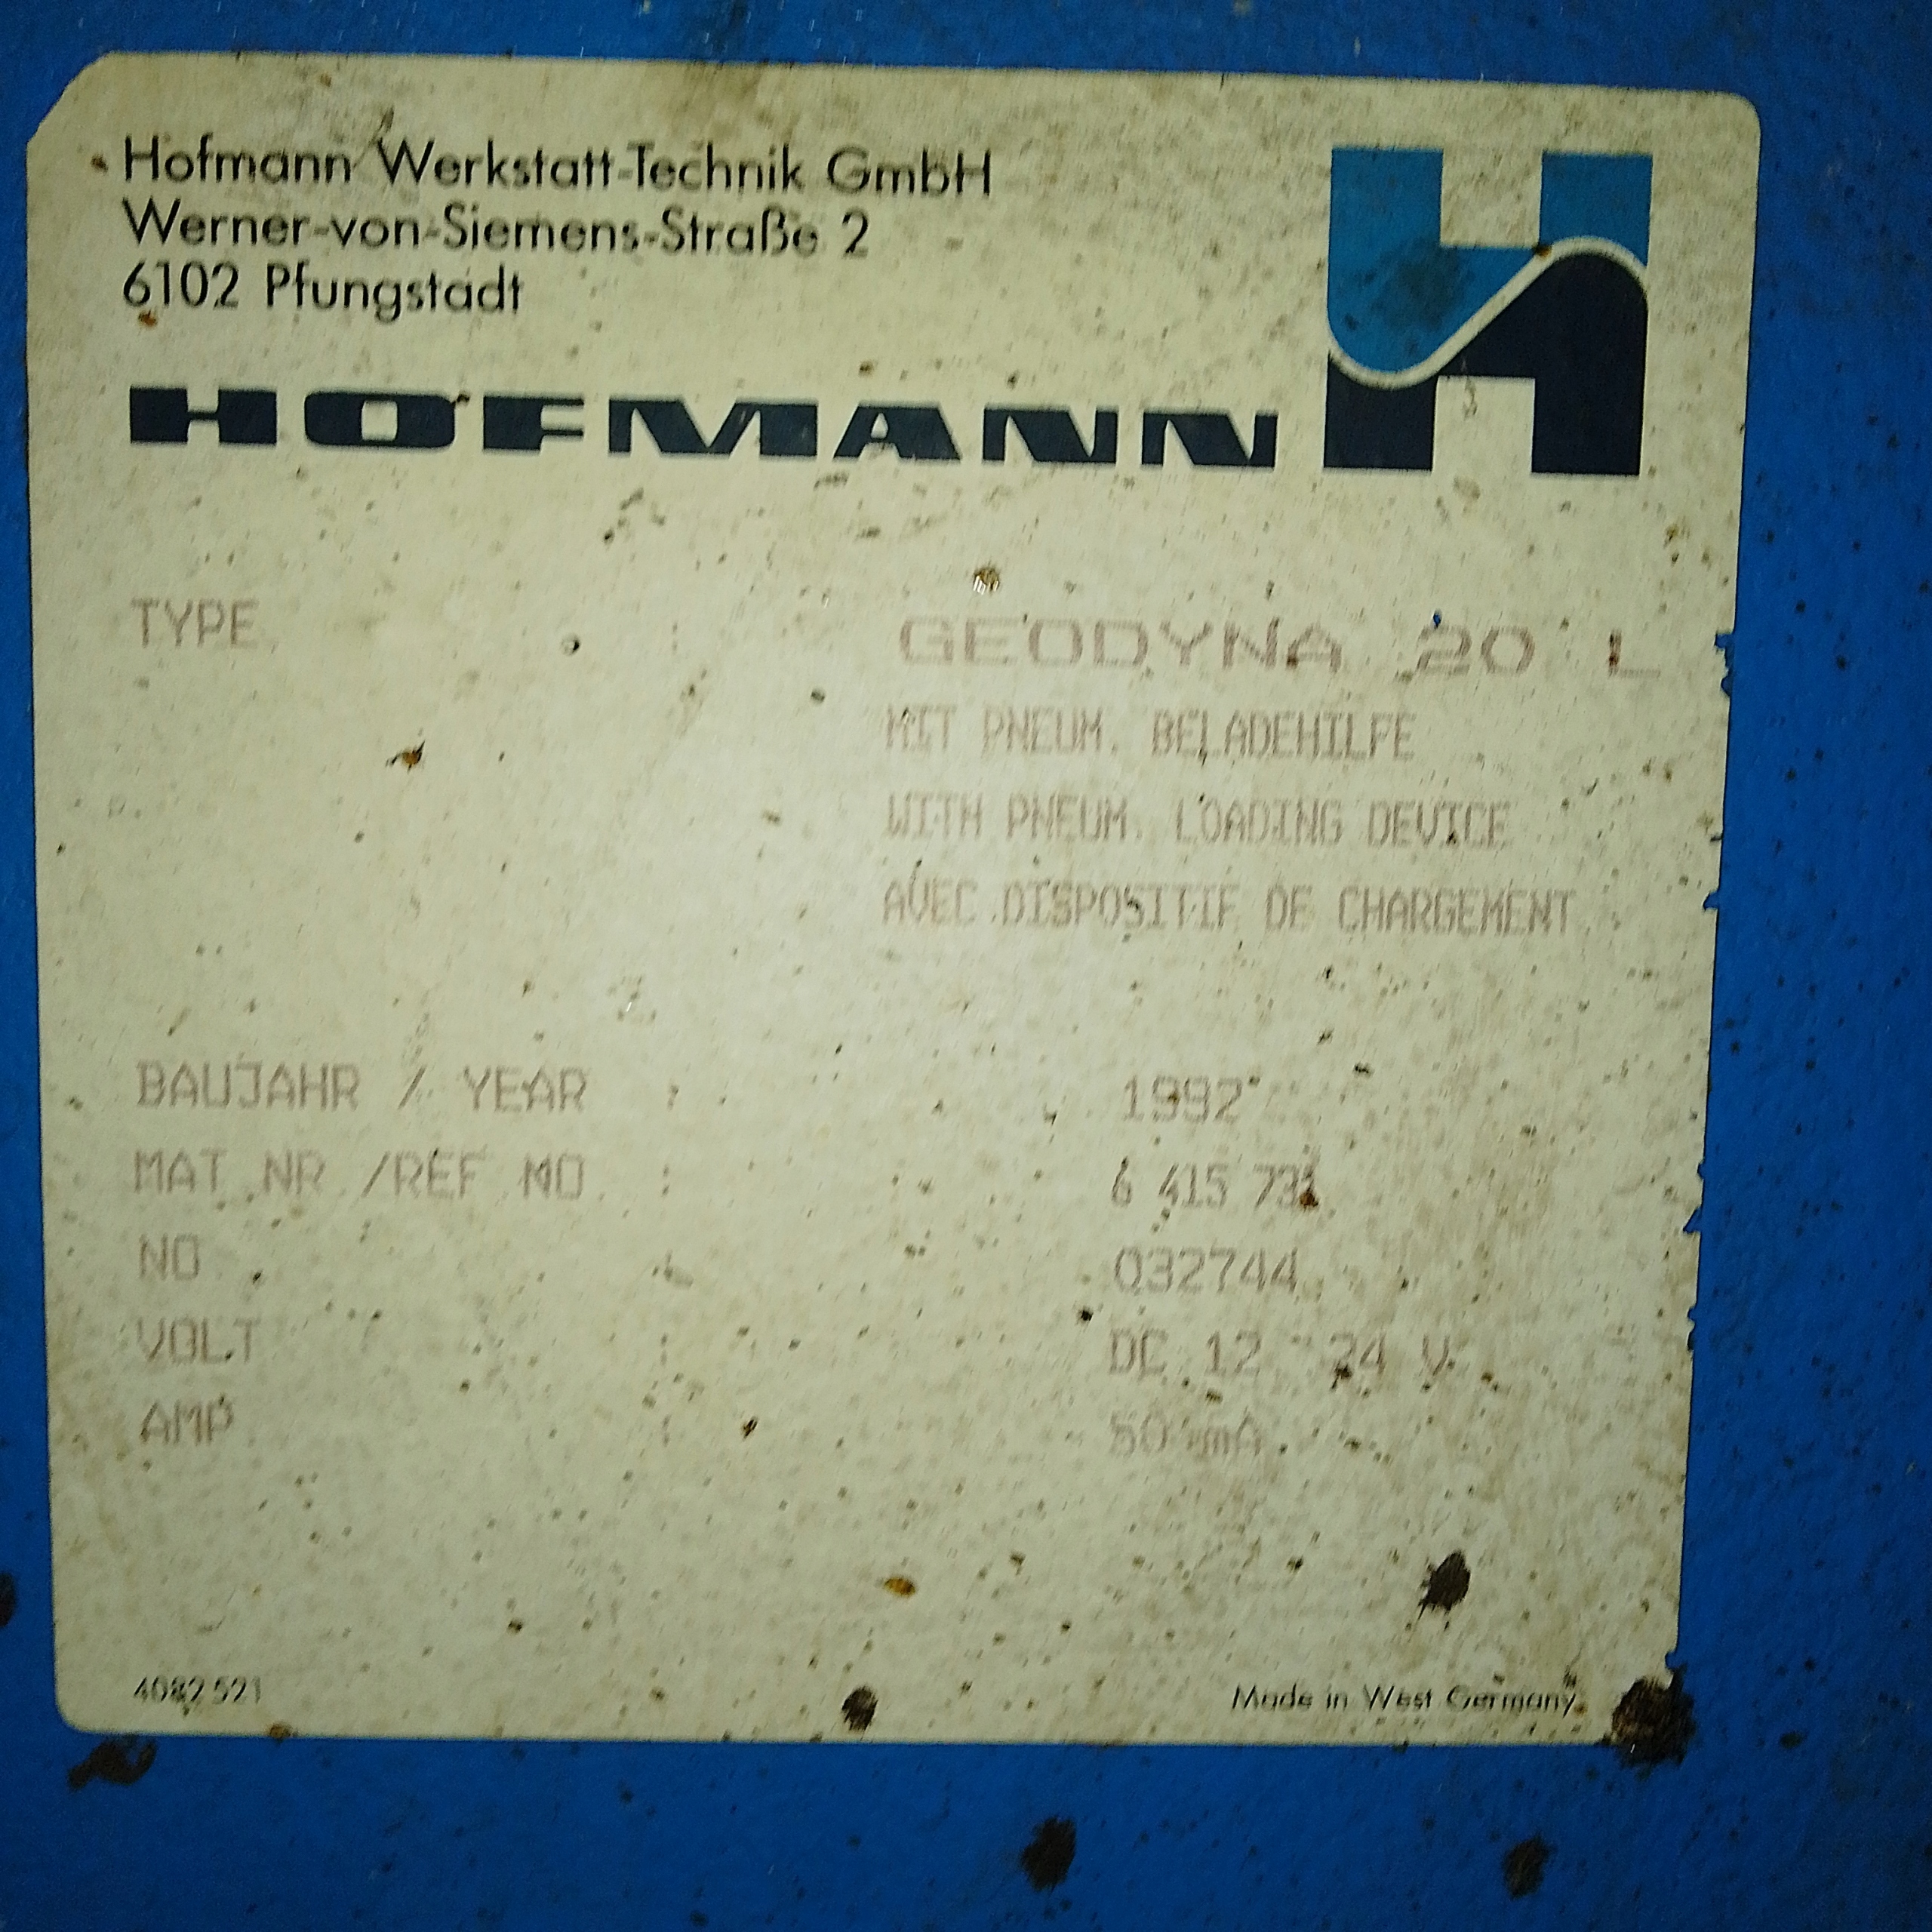 Hofmann Werkstatt-Technik GmbH
Werner-von-Siemens-Straße 2
6102 Pfungstadt
HOFMANN
TYPE : GEODYNA 20 L
MIT PNEUM. BELADEHILFE
WITH PNEUM. LOADING DEVICE
AVEC DISPOSITIF DE CHARGEMENT
BAUJAHR / YEAR : 1992
MAT NR /REF NO : 6 415
NO : 032744
VOLT : DC 12 24 V
AMP : 50 mA
4082 521
Made in West Germany